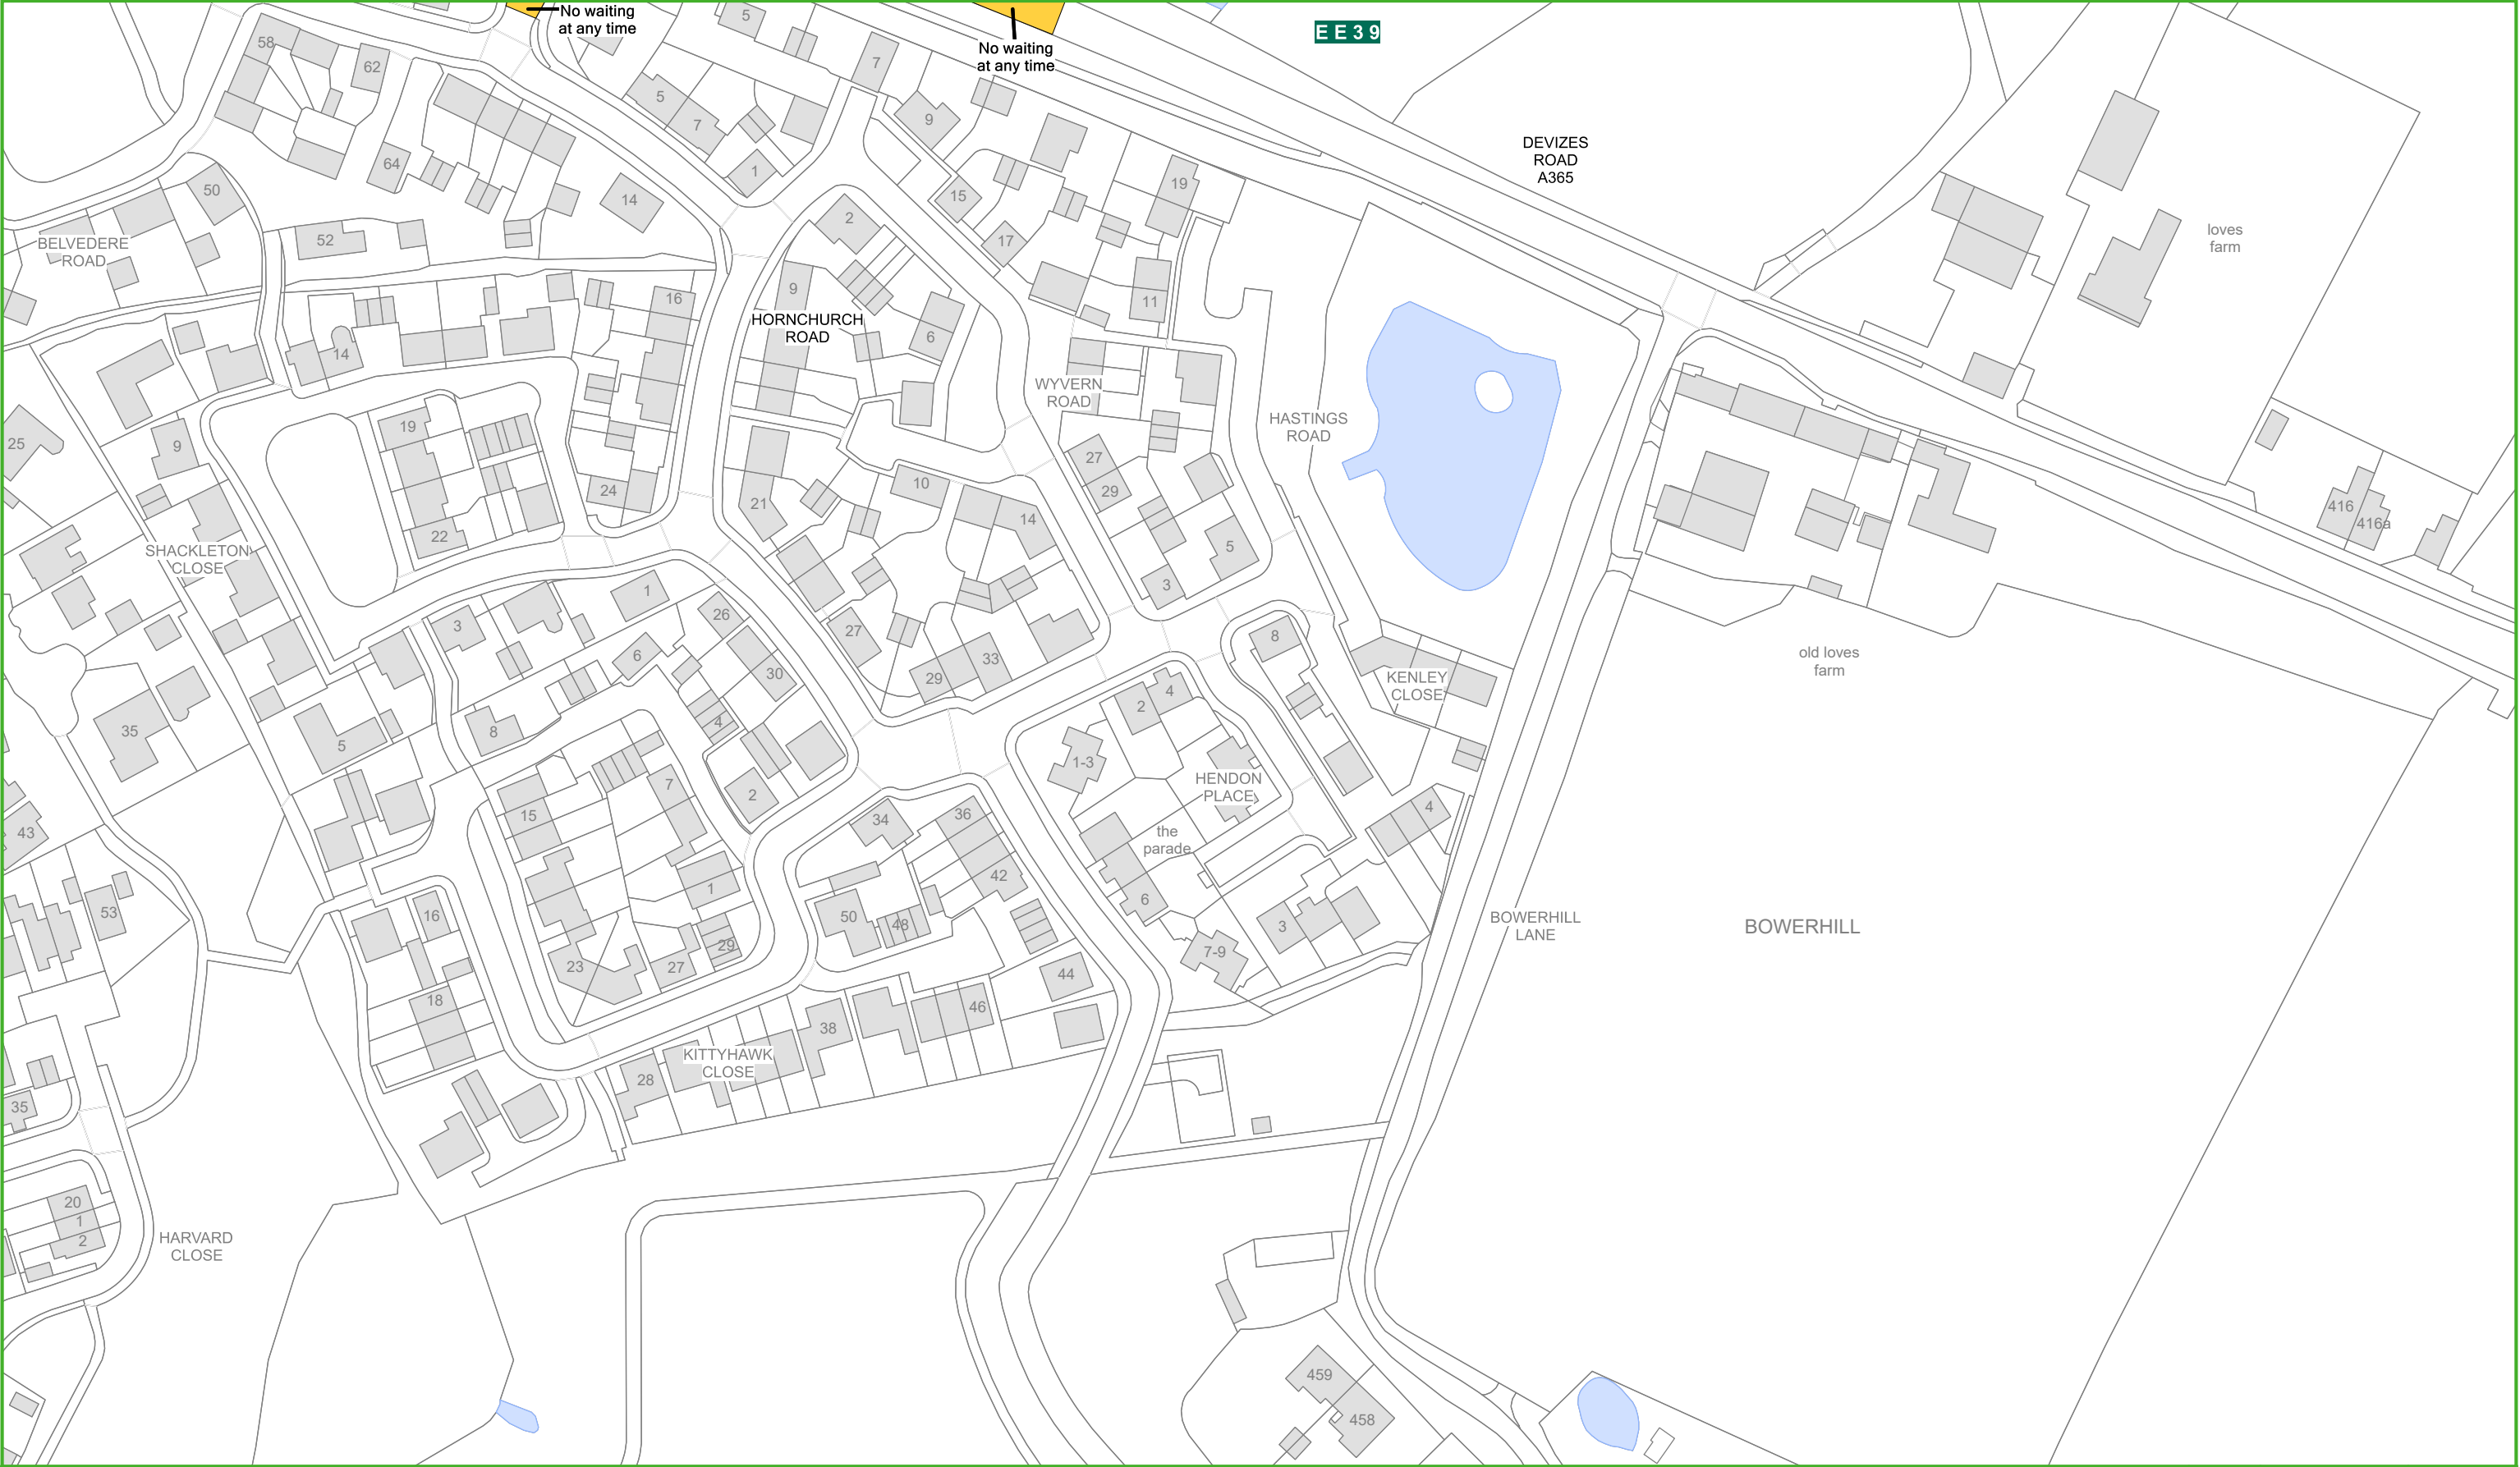 No waiting
at any time
No waiting
at any time
E E 3 9
5
58
62
7
5
7
9
DEVIZES
ROAD
A365
64
1
50
14
15
19
2
17
52
BELVEDERE
ROAD
loves
farm
9
16
11
HORNCHURCH
ROAD
6
14
WYVERN
ROAD
HASTINGS
ROAD
19
25
9
27
10
24
29
21
14
416
416a
22
SHACKLETON
CLOSE
5
3
1
26
3
27
8
6
33
old loves
farm
30
29
KENLEY
CLOSE
4
2
35
4
8
5
1-3
HENDON
PLACE
7
2
4
15
34
36
the
parade
43
42
1
6
53
16
50
48
3
BOWERHILL
LANE
BOWERHILL
29
7-9
23
27
44
18
46
38
KITTYHAWK
CLOSE
28
35
20
1
2
HARVARD
CLOSE
459
458